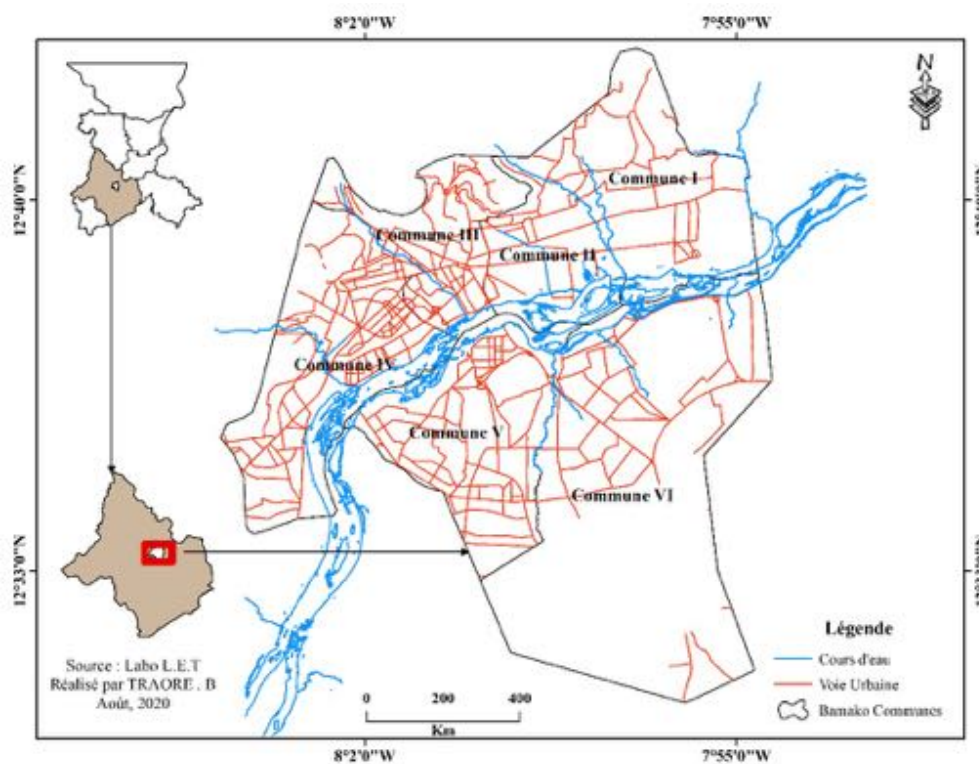 8°2'0"W 7°55'0"W
N
12°40'0"N
Commune I
Commune III
Commune II
Commune IV
Commune V
Commune VI
12°33'0"N
Légende
Cours d'eau
Voie Urbaine
Bamako Communes
Source : Labo L.E.T
Réalisé par TRAORE . B
Août, 2020
0 200 400
Km
8°2'0"W 7°55'0"W